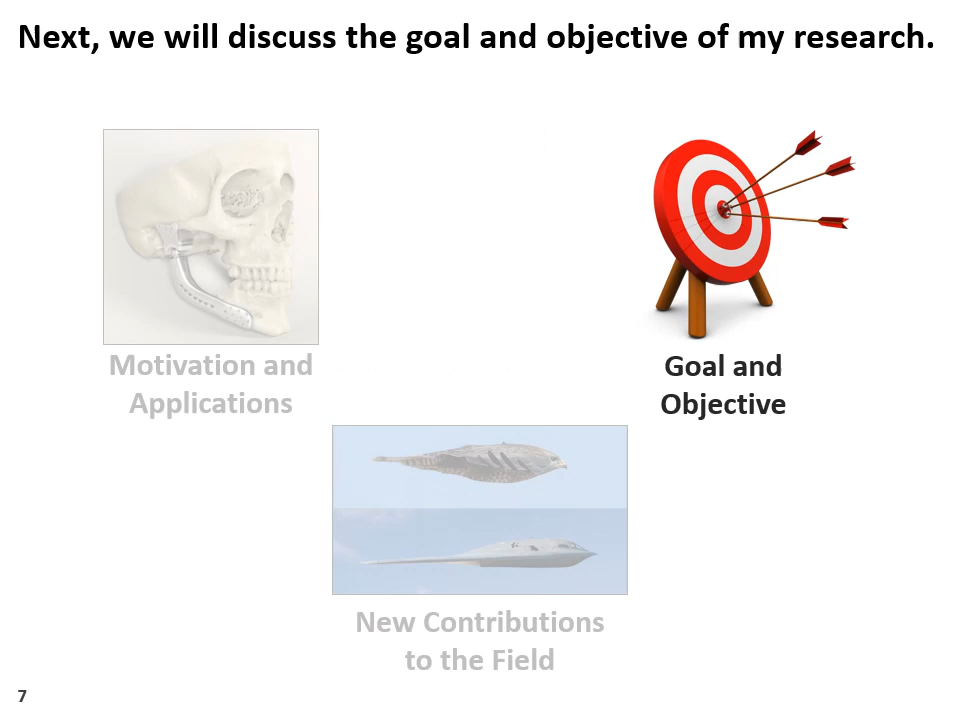 Next, we will discuss the goal and objective of my research.
Motivation and
Applications
Goal and
Objective
New Contributions
to the Field
7